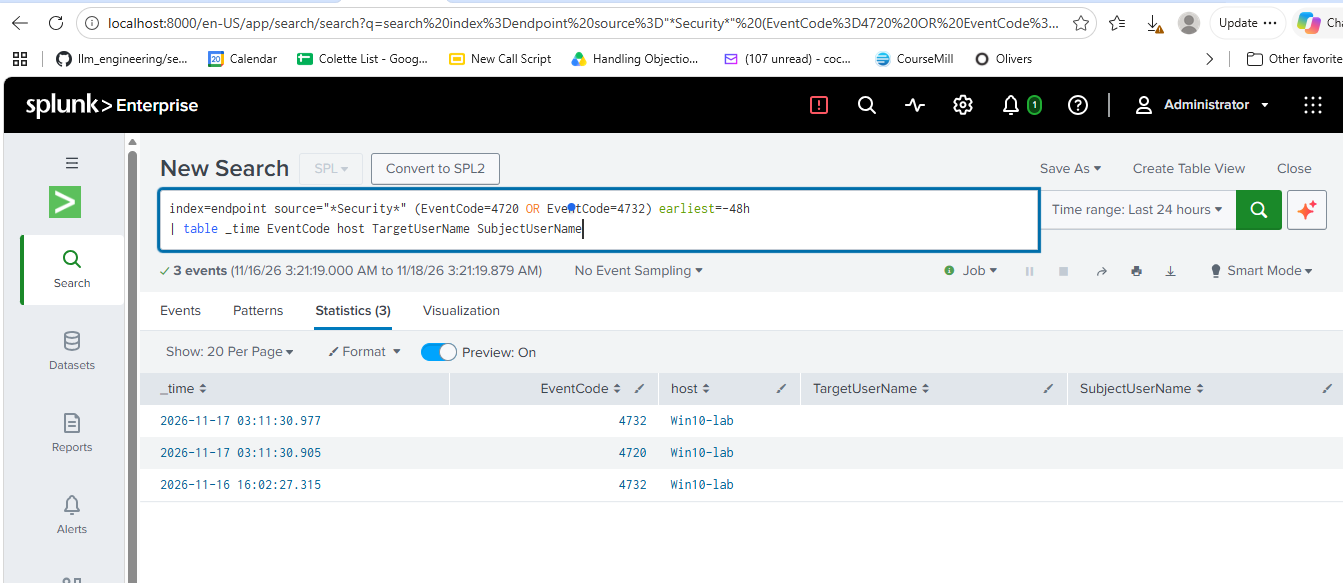 localhost:8000/en-US/app/search/search?q=search%20index%3Dendpoint%20source%3D"*Security*"%20(EventCode%3D4720%20OR%20EventCode%3...
Update
Cha
llm_engineering/se...
Calendar
Colette List - Goog...
New Call Script
Handling Objectio...
(107 unread) - coc...
CourseMill
Olivers
Other favorite
splunk>Enterprise
1
Administrator
New Search
SPL
Convert to SPL2
Save As
Create Table View
Close
index=endpoint source="*Security*" (EventCode=4720 OR EventCode=4732) earliest=-48h
| table _time EventCode host TargetUserName SubjectUserName
Time range: Last 24 hours
3 events (11/16/26 3:21:19.000 AM to 11/18/26 3:21:19.879 AM)
No Event Sampling
Job
Smart Mode
Search
Datasets
Reports
Alerts
Events
Patterns
Statistics (3)
Visualization
Show: 20 Per Page
Format
Preview: On
_time EventCode host TargetUserName SubjectUserName
2026-11-17 03:11:30.977 4732 Win10-lab
2026-11-17 03:11:30.905 4720 Win10-lab
2026-11-16 16:02:27.315 4732 Win10-lab